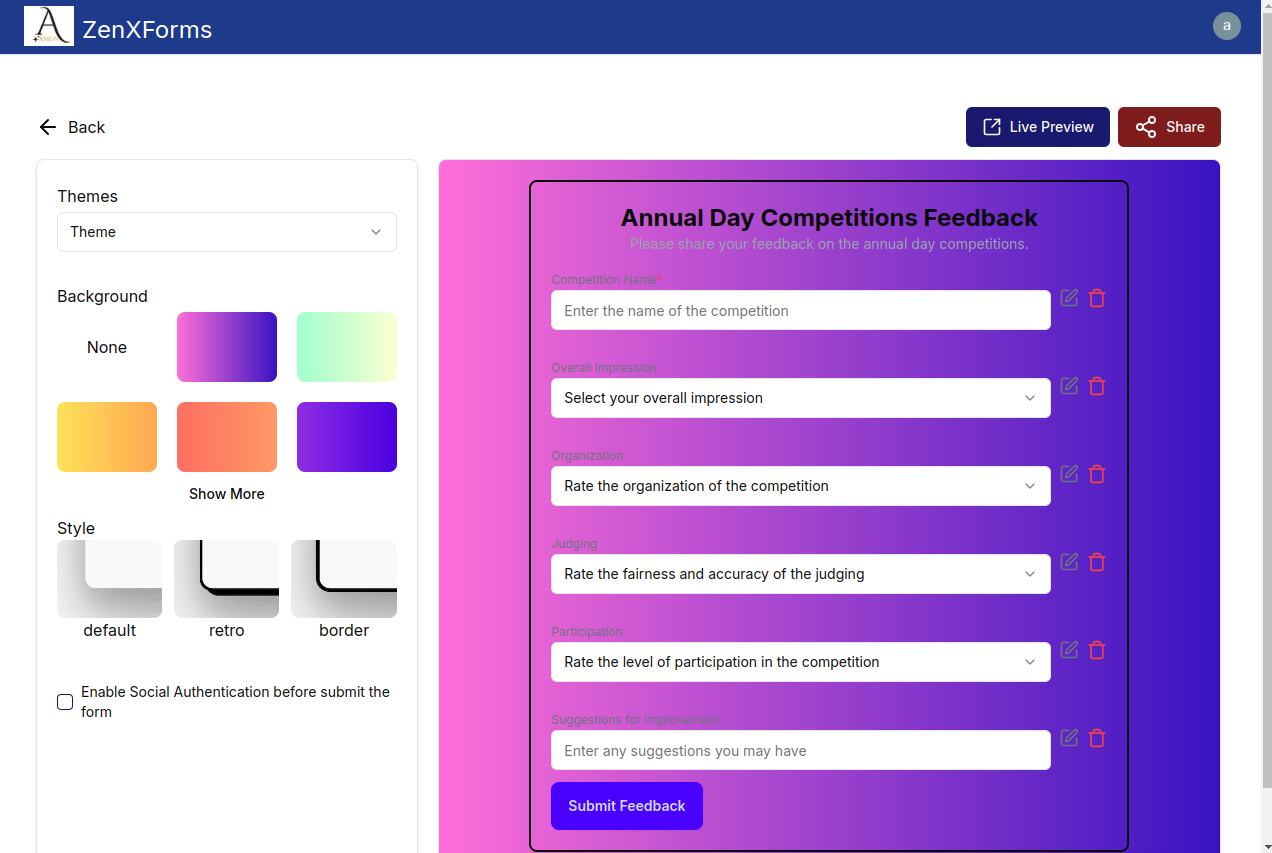 A
AMDS
ZenXForms
a
Back
Live Preview
Share
Themes
Theme
Background
None
Show More
Style
default
retro
border
Enable Social Authentication before submit the
form
Annual Day Competitions Feedback
Please share your feedback on the annual day competitions.
Competition Name*
Enter the name of the competition
Overall Impression
Select your overall impression
Organization
Rate the organization of the competition
Judging
Rate the fairness and accuracy of the judging
Participation
Rate the level of participation in the competition
Suggestions for Improvement
Enter any suggestions you may have
Submit Feedback